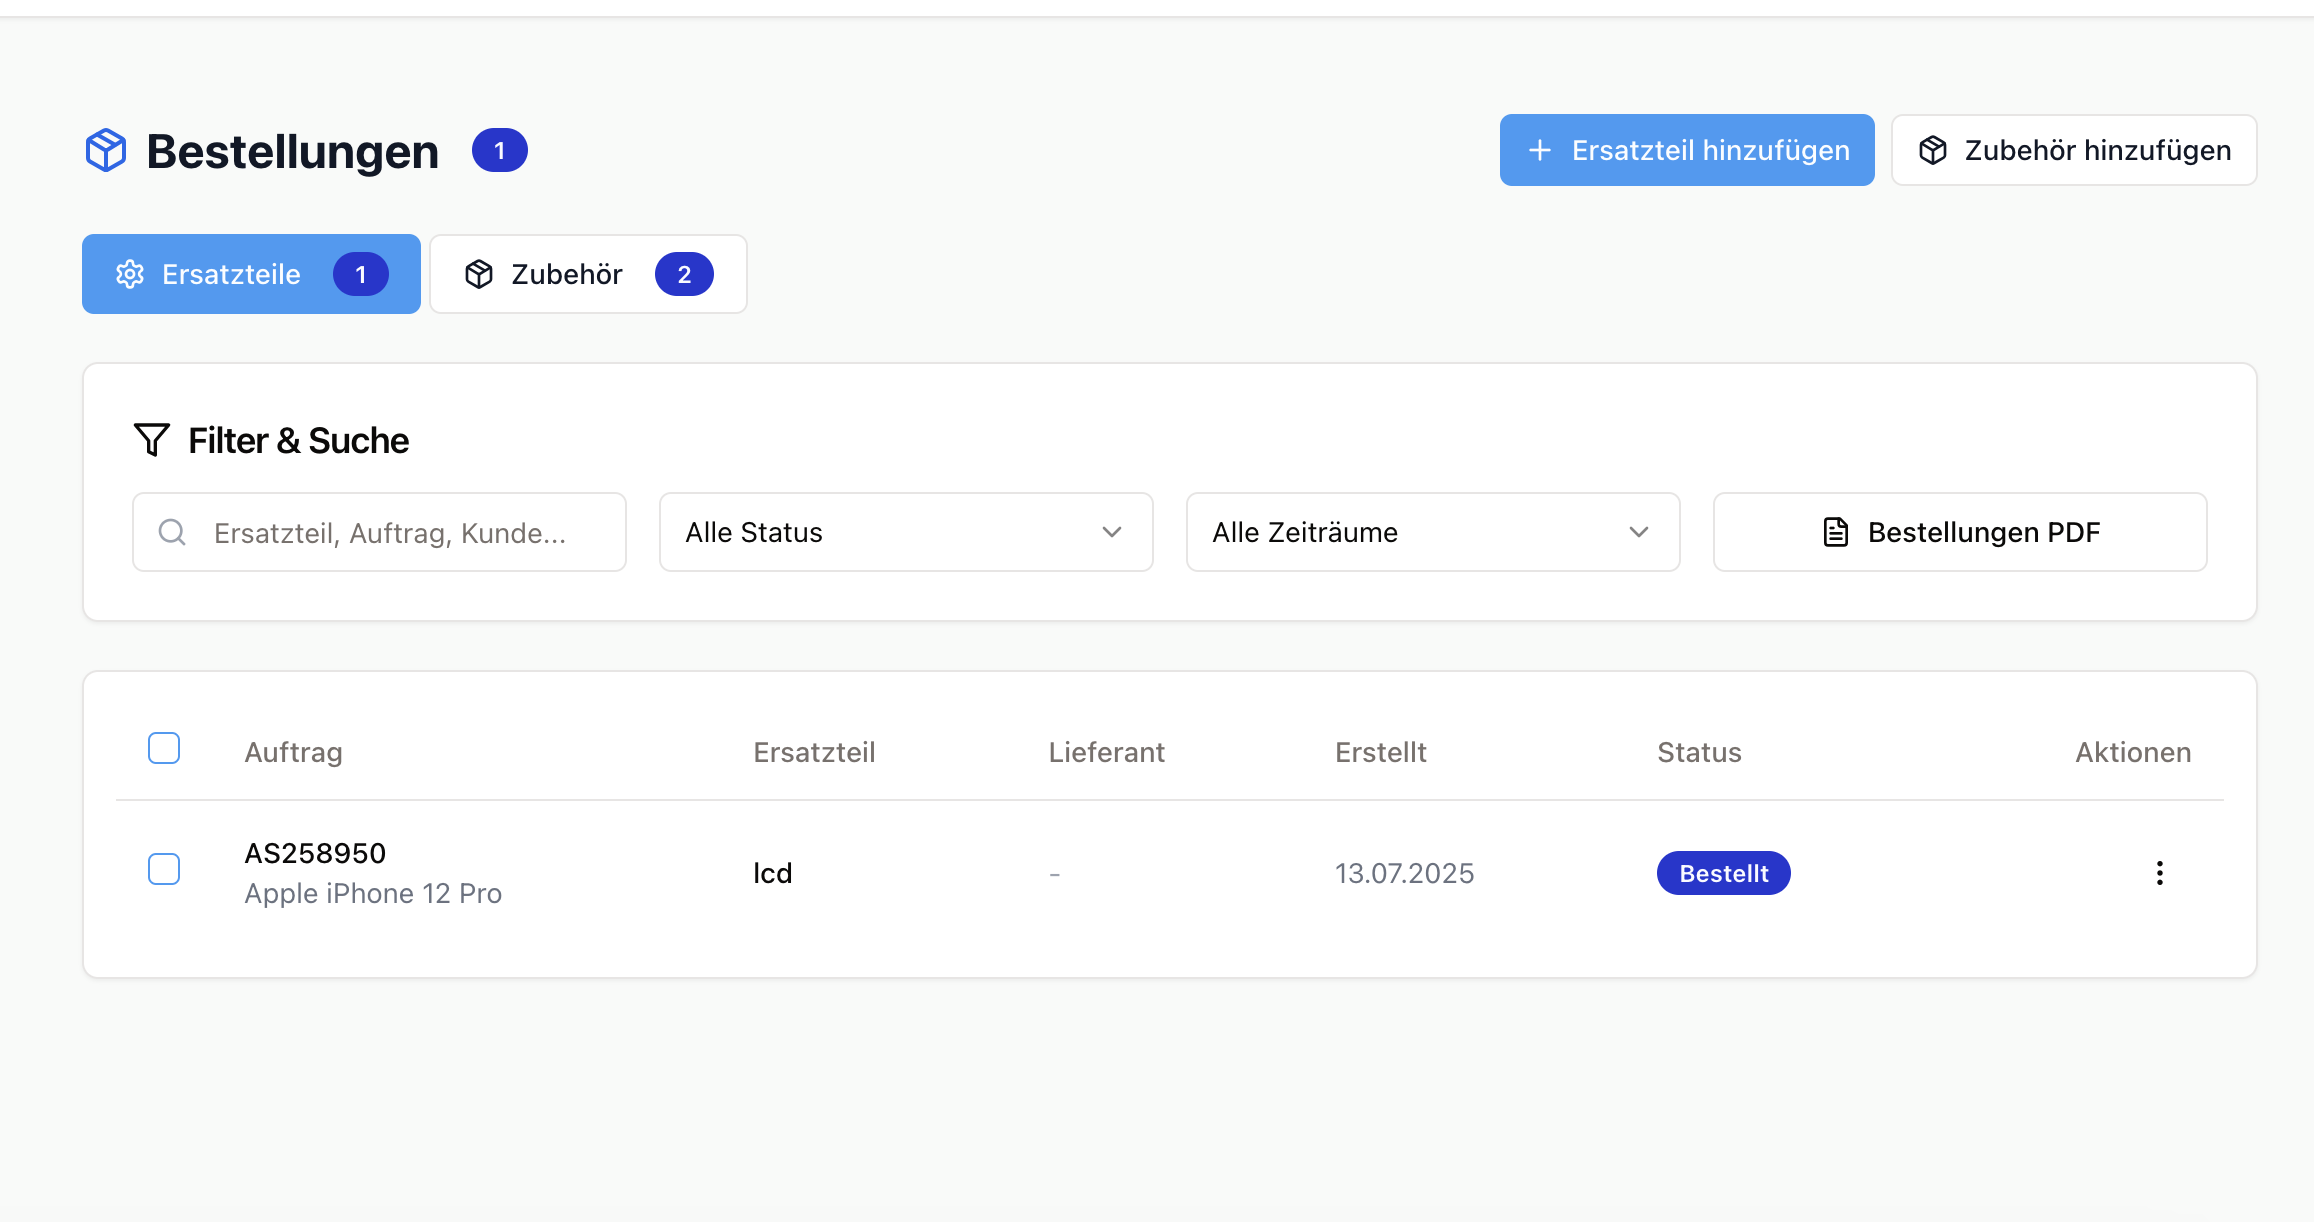 Bestellungen 1
Ersatzteil hinzufügen
Zubehör hinzufügen
Ersatzteile 1
Zubehör 2
Filter & Suche
Ersatzteil, Auftrag, Kunde...
Alle Status
Alle Zeiträume
Bestellungen PDF
Auftrag Ersatzteil Lieferant Erstellt Status Aktionen
AS258950
Apple iPhone 12 Pro
lcd - 13.07.2025 Bestellt